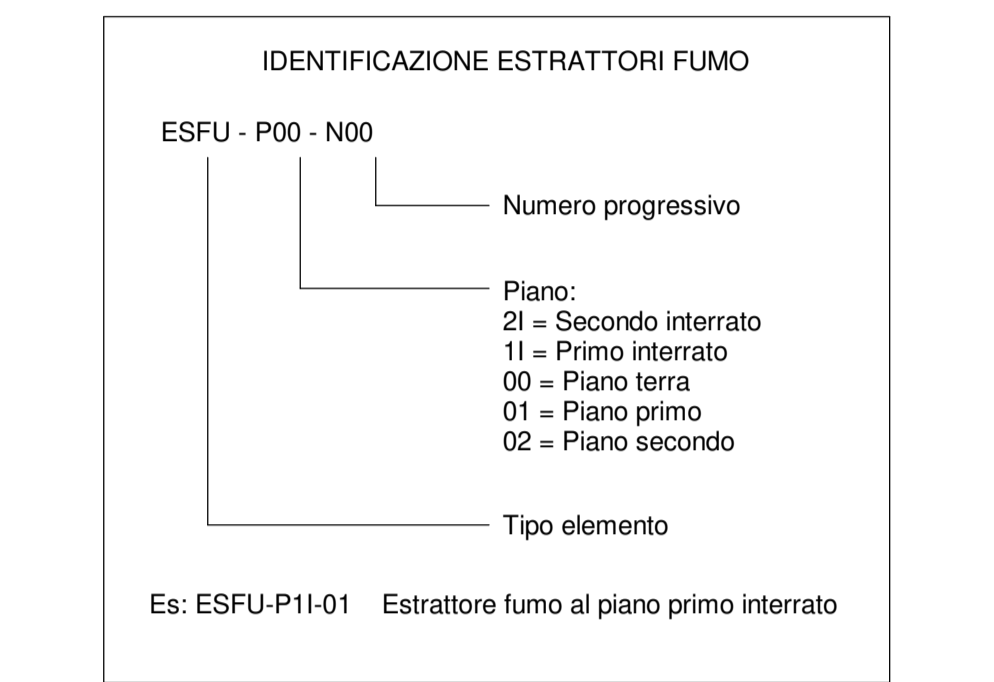 IDENTIFICAZIONE ESTRATTORI FUMO
ESFU - P00 - N00
Numero progressivo
Piano:
2I = Secondo interrato
1I = Primo interrato
00 = Piano terra
01 = Piano primo
02 = Piano secondo
Tipo elemento
Es: ESFU-P1I-01 Estrattore fumo al piano primo interrato